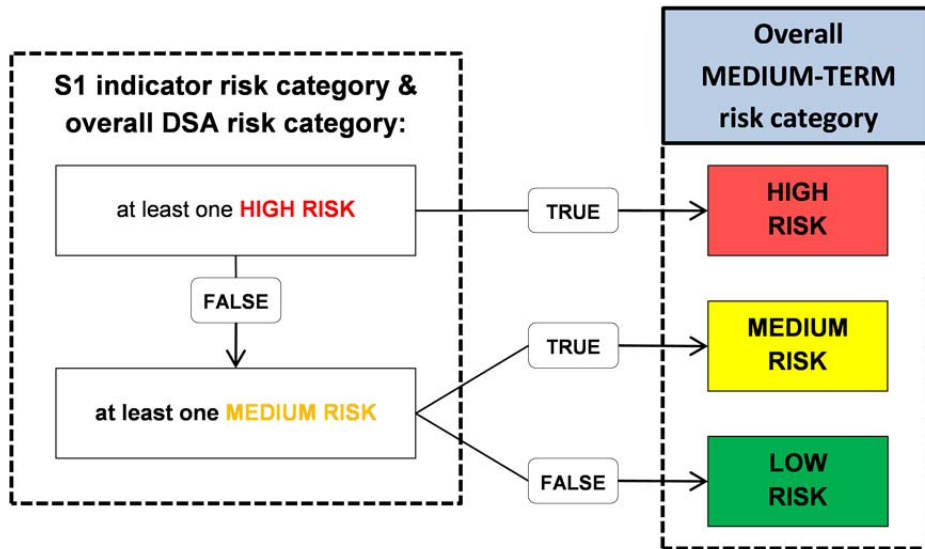 S1 indicator risk category &
overall DSA risk category:
at least one HIGH RISK
FALSE
at least one MEDIUM RISK
TRUE
TRUE
FALSE
Overall
MEDIUM-TERM
risk category
HIGH
RISK
MEDIUM
RISK
LOW
RISK